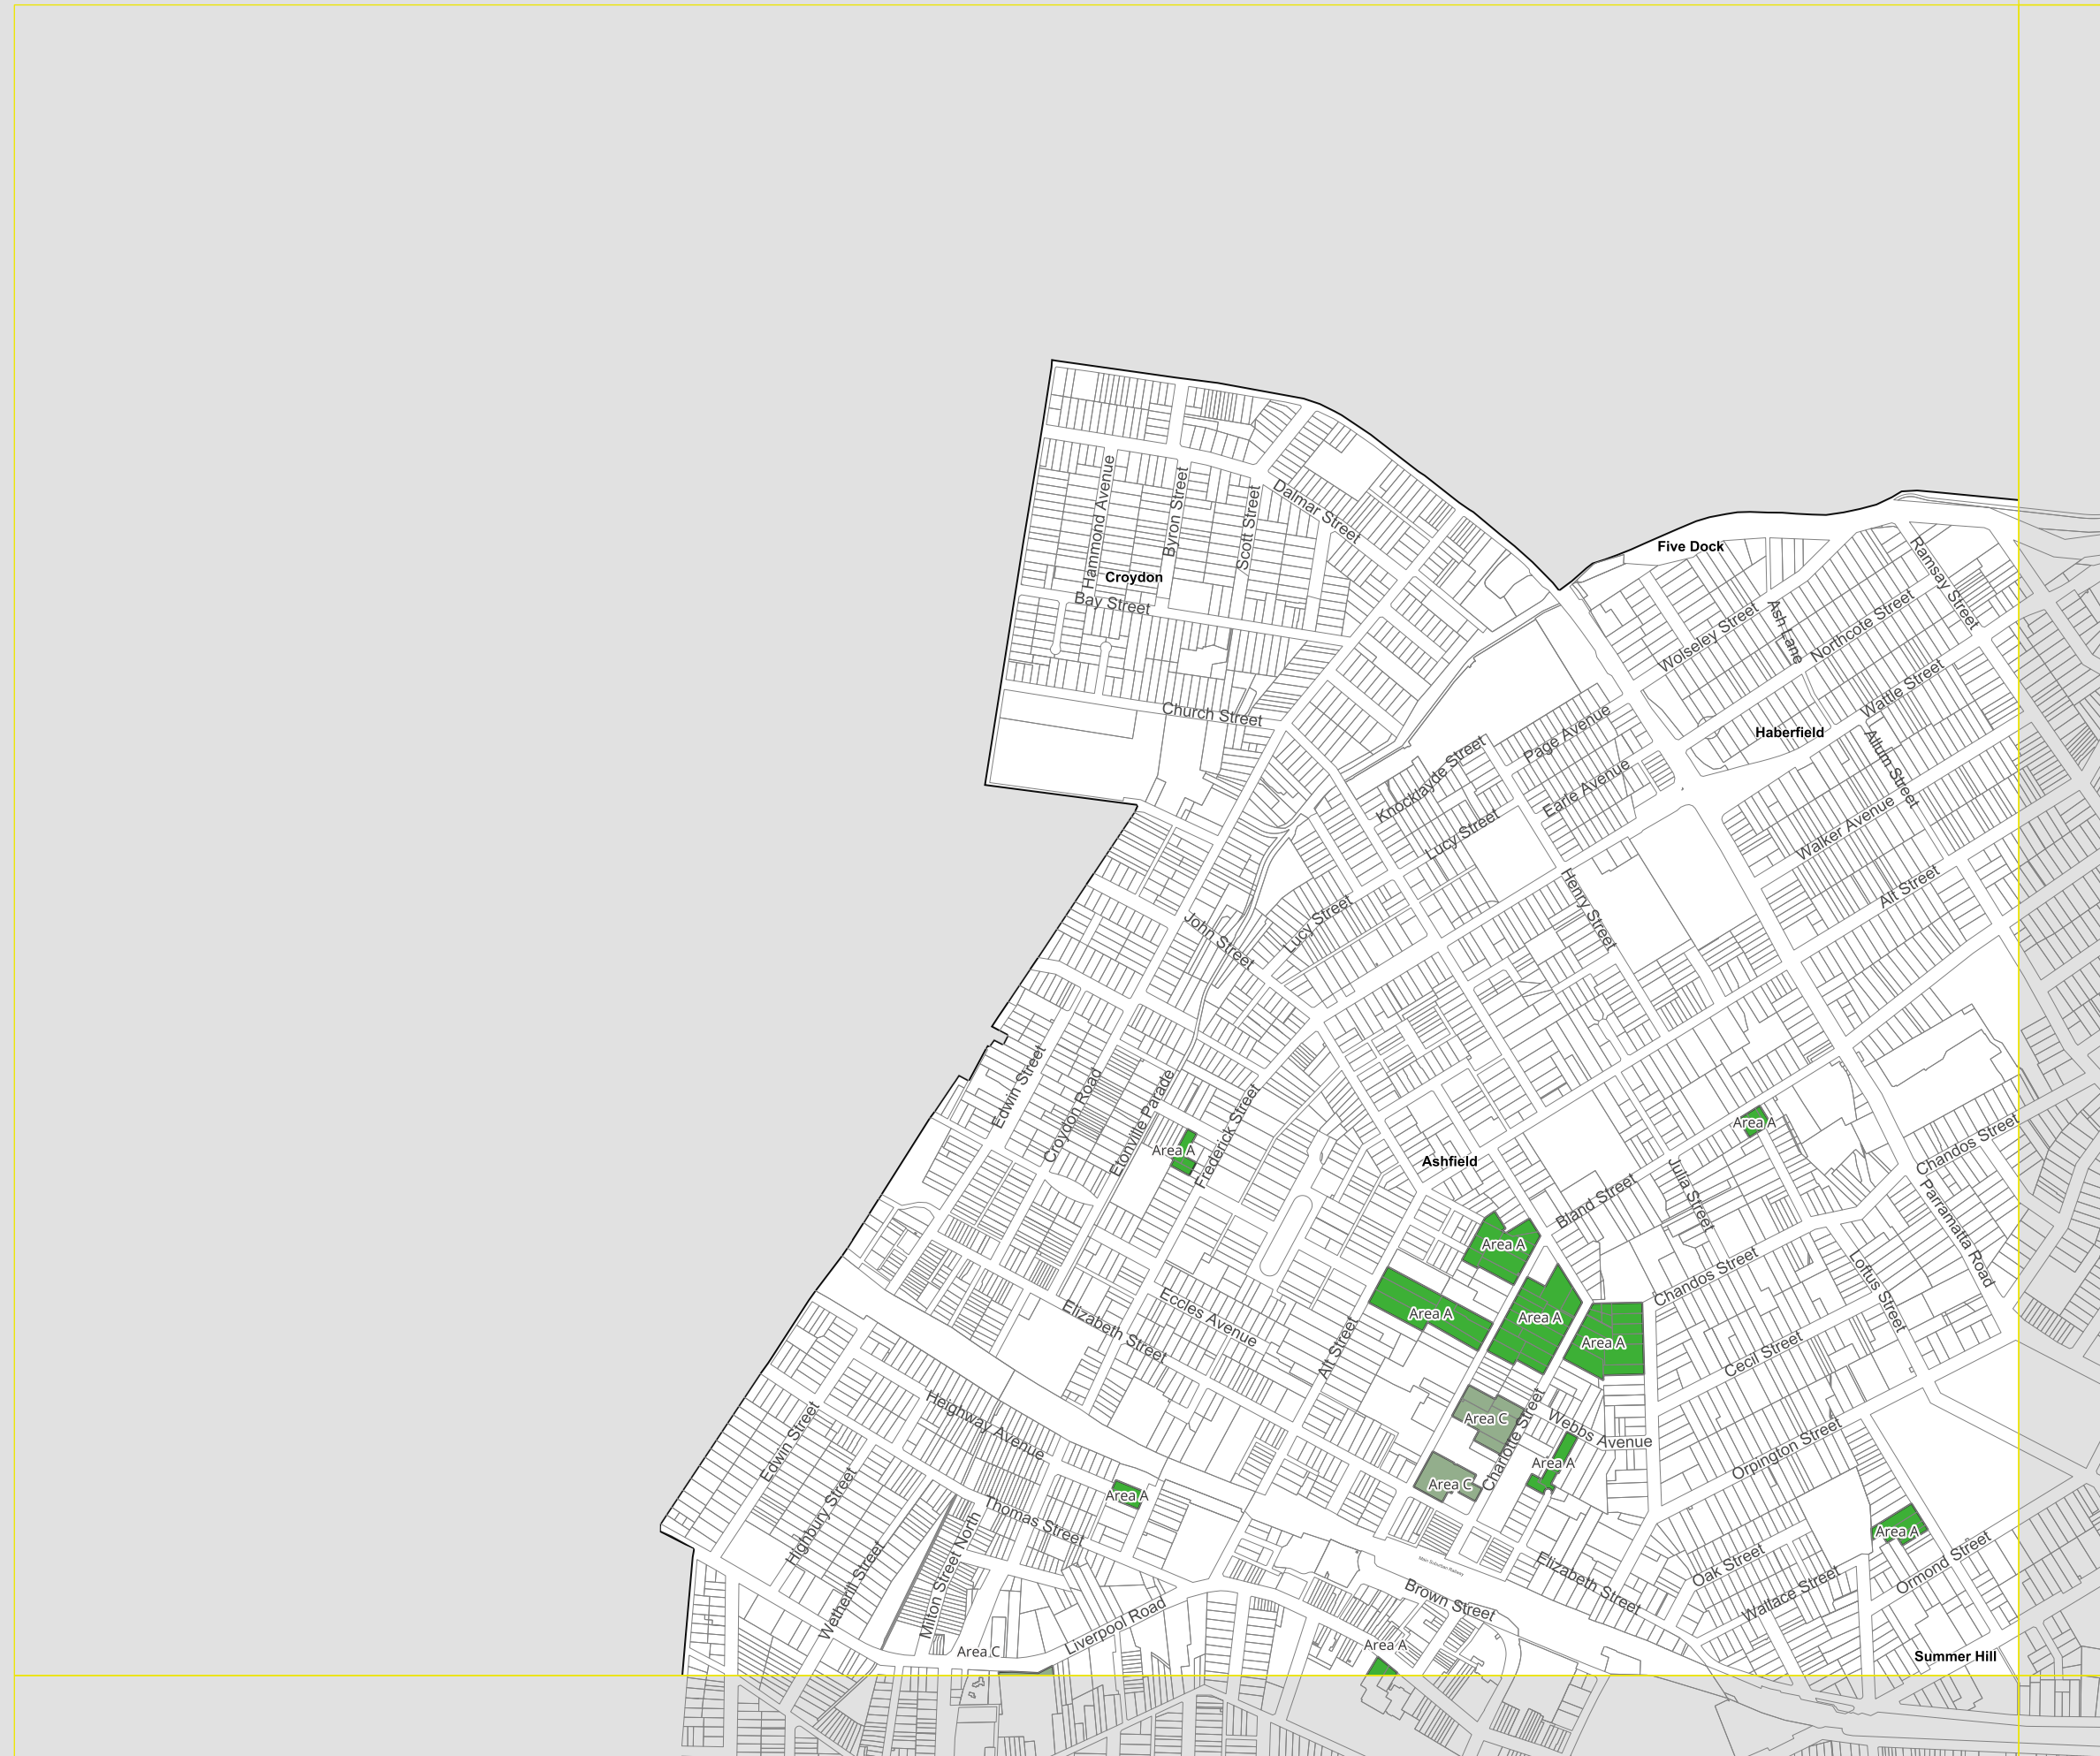 Hammond Avenue
Byron Street
Scott Street
Dalmar Street
Five Dock
Ramsay Street
Croydon
Bay Street
Wolseley Street
Ash Lane
Northcote Street
Wattle Street
Church Street
Page Avenue
Haberfield
Knocklayde Street
Earle Avenue
Allum Street
Lucy Street
Walker Avenue
Alt Street
Henry Street
John Street
Lucy Street
Edwin Street
Croydon Road
Etonville Parade
Frederick Street
Area A
Area A
Ashfield
Chandos Street
Bland Street
Julia Street
Parramatta Road
Area A
Chandos Street
Loftus Street
Elizabeth Street
Eccles Avenue
Area A
Area A
Area A
Alt Street
Cecil Street
Heighway Avenue
Edwin Street
Area C
Charlotte Street
Webbs Avenue
Orpington Street
Area A
Area C
Area A
Highbury Street
Thomas Street
Area A
Wetherill Street
Milton Street North
Main Suburban Railway
Elizabeth Street
Oak Street
Ormond Street
Wallace Street
Brown Street
Liverpool Road
Area C
Area A
Summer Hill